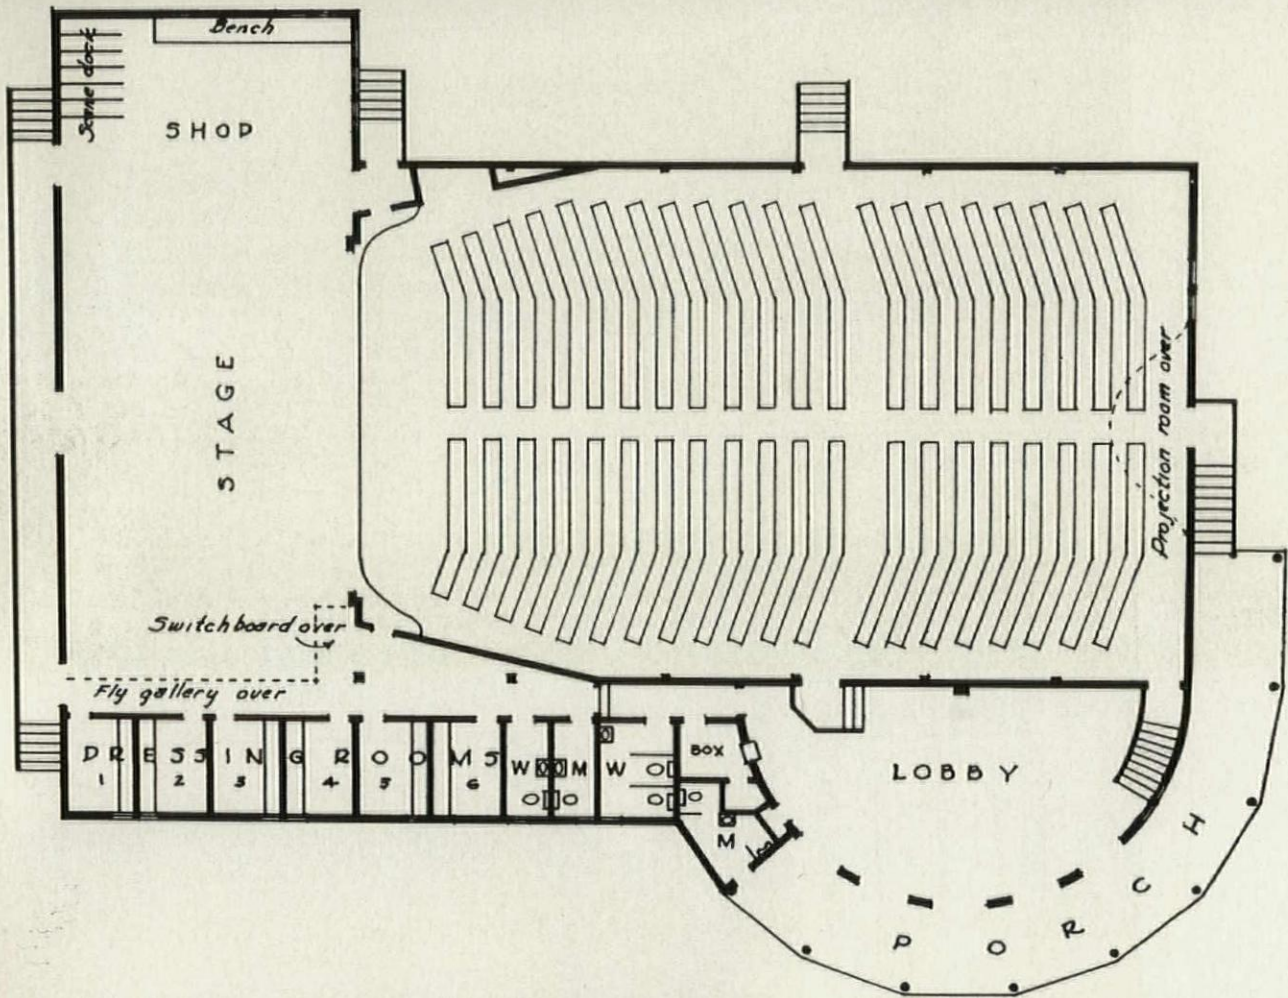 Bench
Scene dock
SHOP
STAGE
Projection room over
Switchboard over
Fly gallery over
DRESSING ROOMS
1 2 3 4 5 6
W M W
BOX
M
LOBBY
PORCH